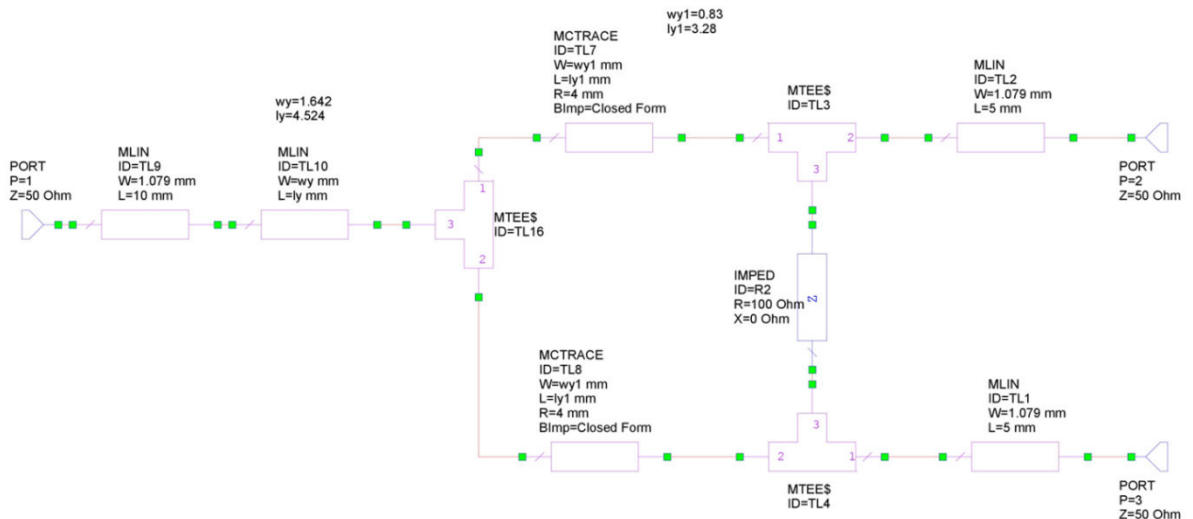 wy1=0.83
ly1=3.28
MCTRACE
ID=TL7
W=wy1 mm
L=ly1 mm
R=4 mm
BImp=Closed Form
MLIN
ID=TL2
W=1.079 mm
L=5 mm
MTEE$
ID=TL3
1
2
3
wy=1.642
ly=4.524
PORT
P=1
Z=50 Ohm
MLIN
ID=TL9
W=1.079 mm
L=10 mm
MLIN
ID=TL10
W=wy mm
L=ly mm
1
3
2
MTEE$
ID=TL16
PORT
P=2
Z=50 Ohm
IMPED
ID=R2
R=100 Ohm
X=0 Ohm
Z
MCTRACE
ID=TL8
W=wy1 mm
L=ly1 mm
R=4 mm
BImp=Closed Form
3
2
1
MTEE$
ID=TL4
MLIN
ID=TL1
W=1.079 mm
L=5 mm
PORT
P=3
Z=50 Ohm